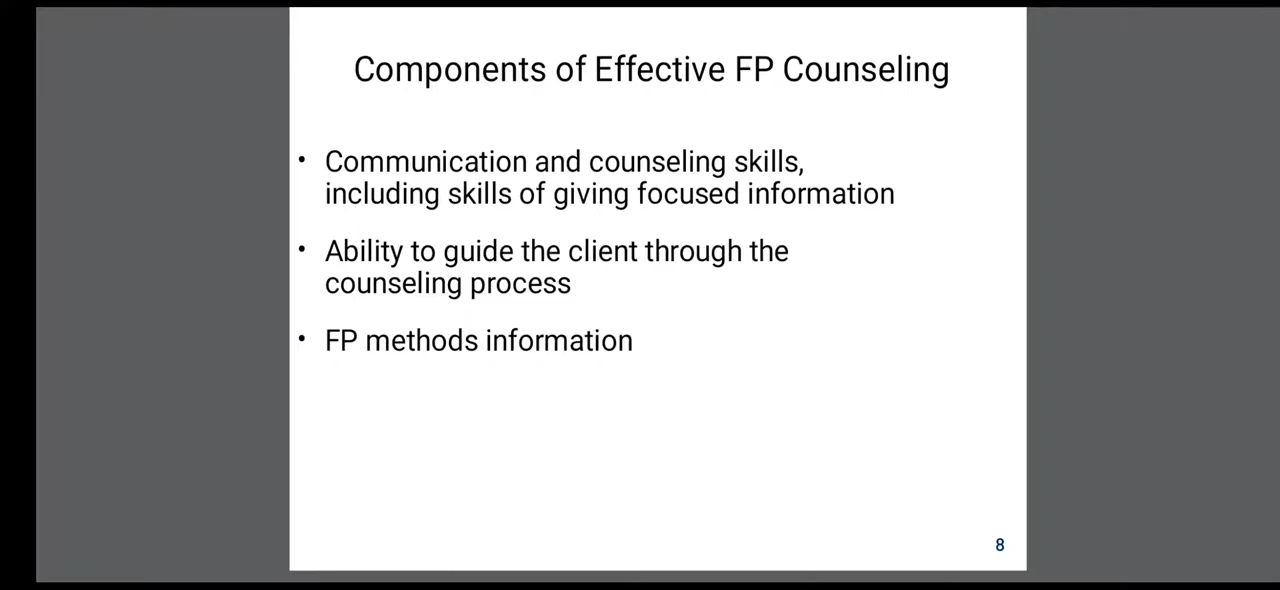 Components of Effective FP Counseling
• Communication and counseling skills,
including skills of giving focused information
• Ability to guide the client through the
counseling process
• FP methods information
8